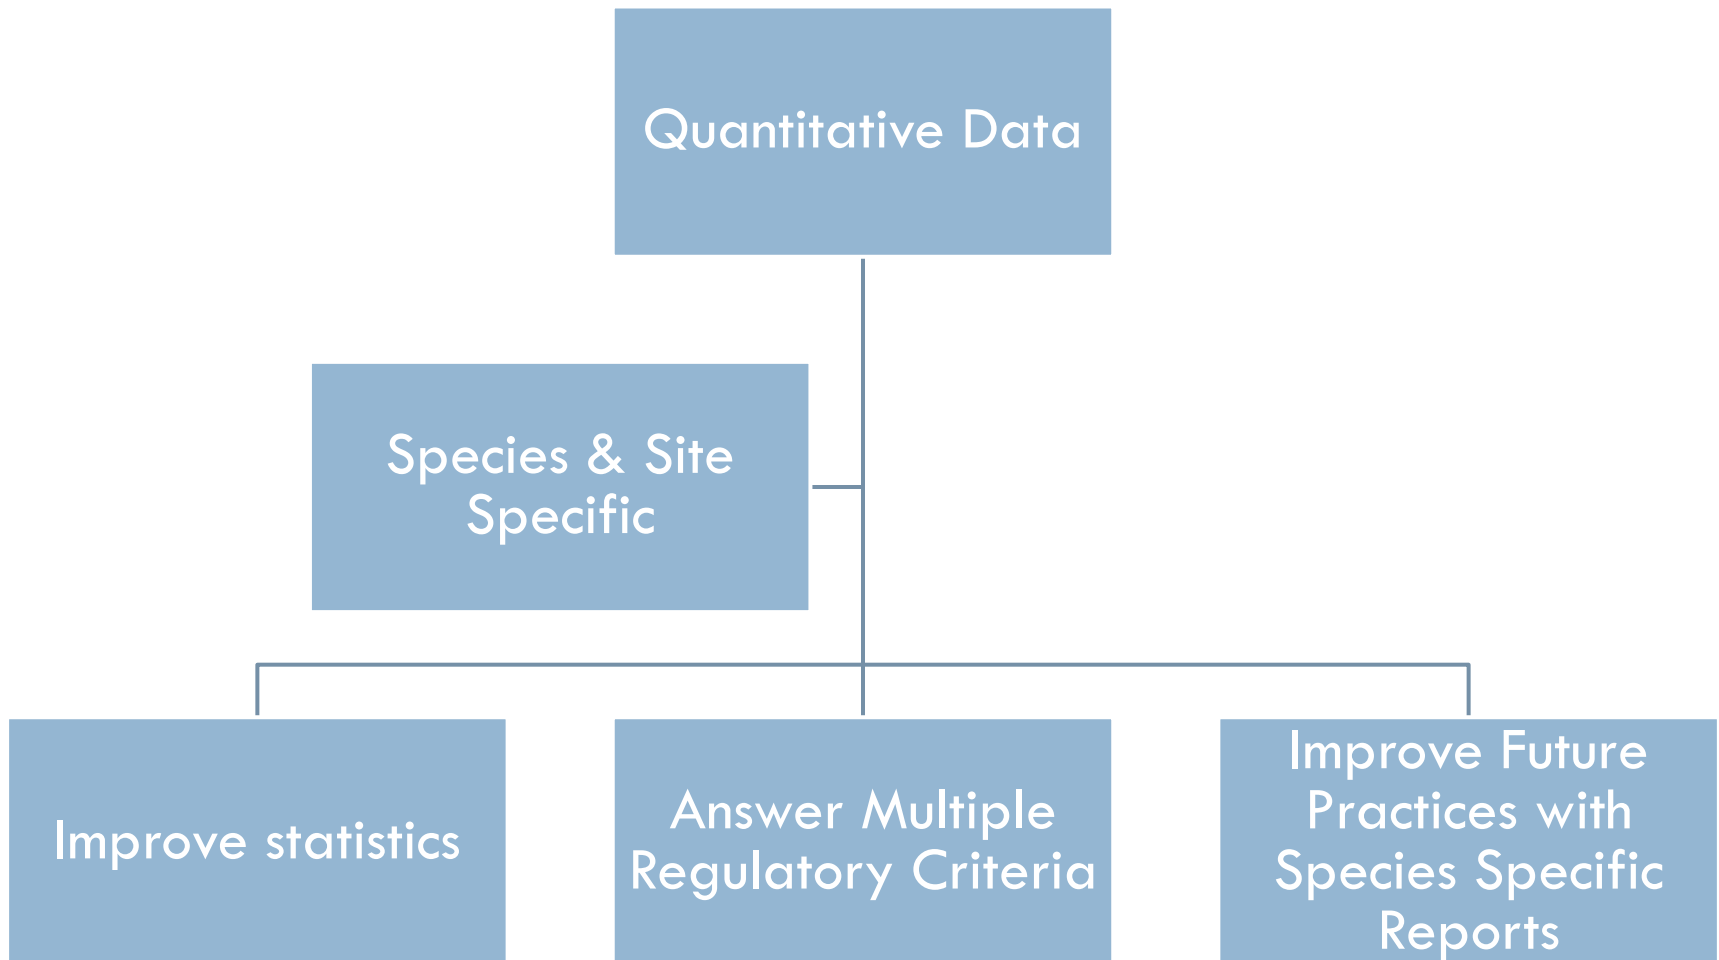 Quantitative Data
Species & Site
Specific
Improve statistics
Answer Multiple
Regulatory Criteria
Improve Future
Practices with
Species Specific
Reports